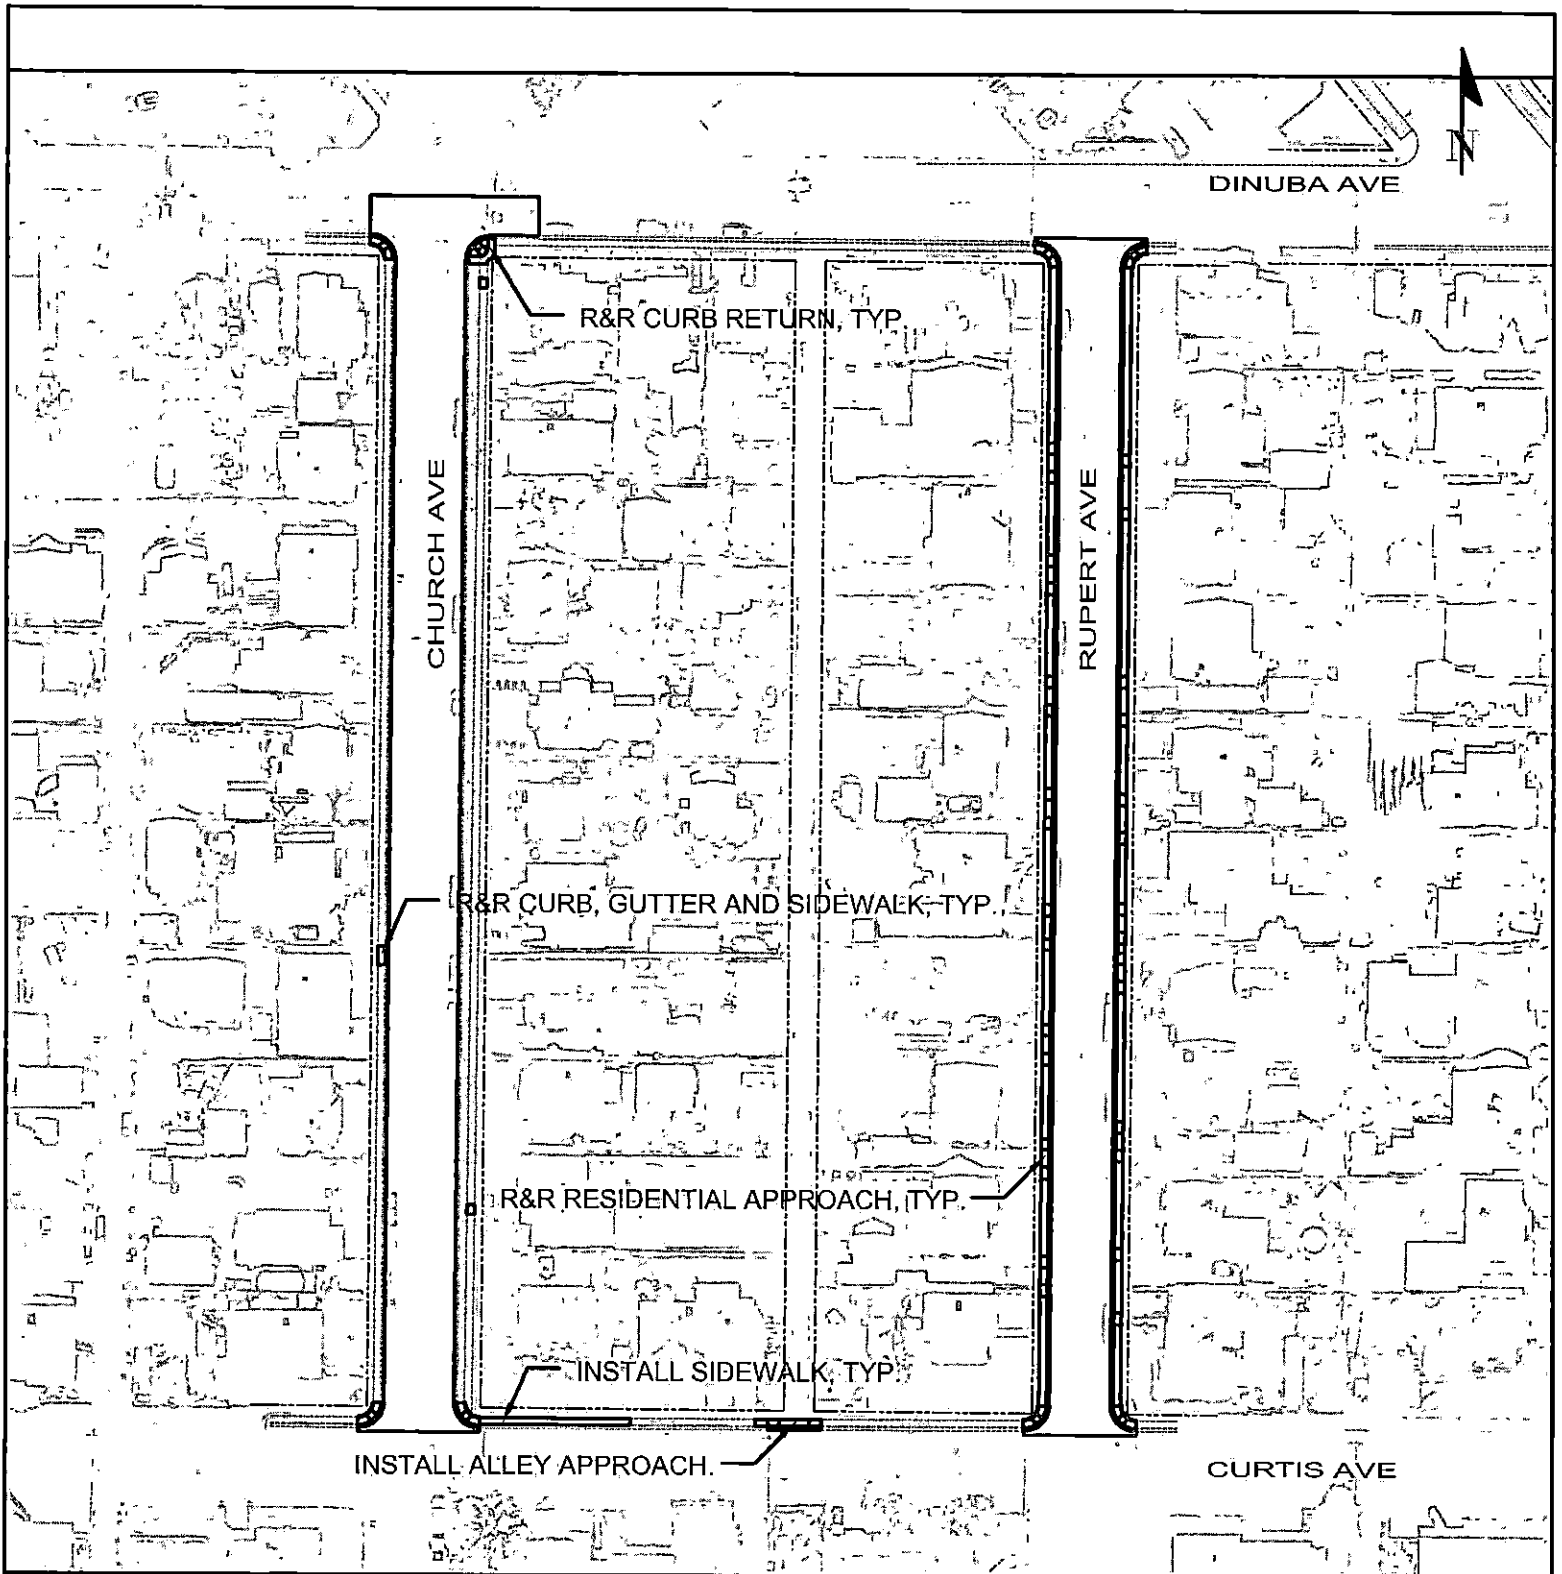 N
DINUBA AVE
R&R CURB RETURN, TYP.
CHURCH AVE
RUPERT AVE
R&R CURB, GUTTER AND SIDEWALK, TYP.
R&R RESIDENTIAL APPROACH, TYP.
INSTALL SIDEWALK, TYP.
INSTALL ALLEY APPROACH.
CURTIS AVE